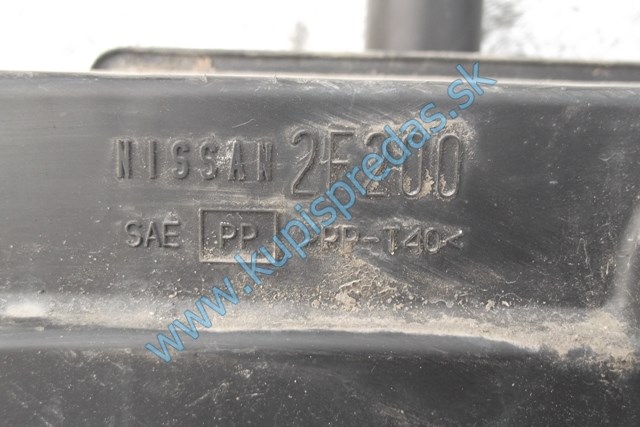 NISSAN 2F200
SAE PP >PP-T40<
www.kupispredas.sk